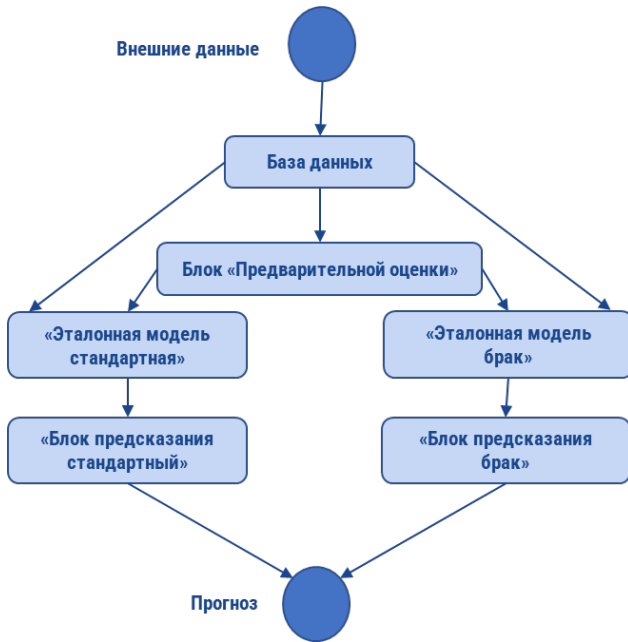 Внешние данные
База данных
Блок «Предварительной оценки»
«Эталонная модель
стандартная»
«Эталонная модель
брак»
«Блок предсказания
стандартный»
«Блок предсказания
брак»
Прогноз